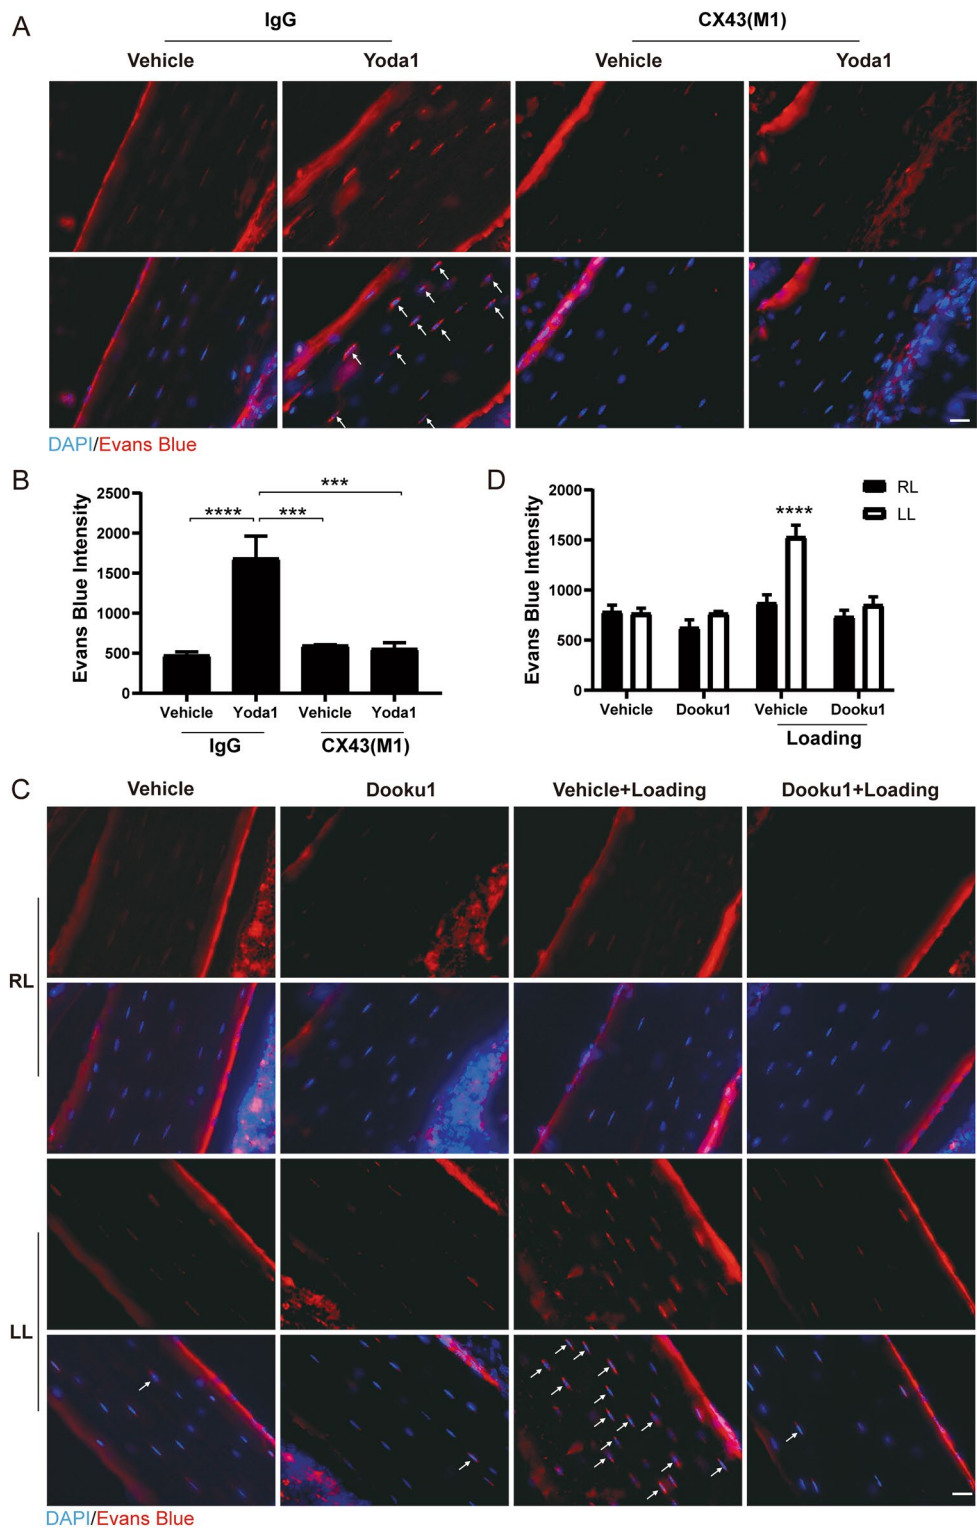 A
IgG
CX43(M1)
Vehicle
Yoda1
Vehicle
Yoda1
DAPI/Evans Blue
B
Evans Blue Intensity
2500
2000
1500
1000
500
0
****
***
***
Vehicle
Yoda1
Vehicle
Yoda1
IgG
CX43(M1)
D
Evans Blue Intensity
2000
1500
1000
500
0
****
RL
LL
Vehicle
Dooku1
Vehicle
Dooku1
Loading
C
Vehicle
Dooku1
Vehicle+Loading
Dooku1+Loading
RL
LL
DAPI/Evans Blue